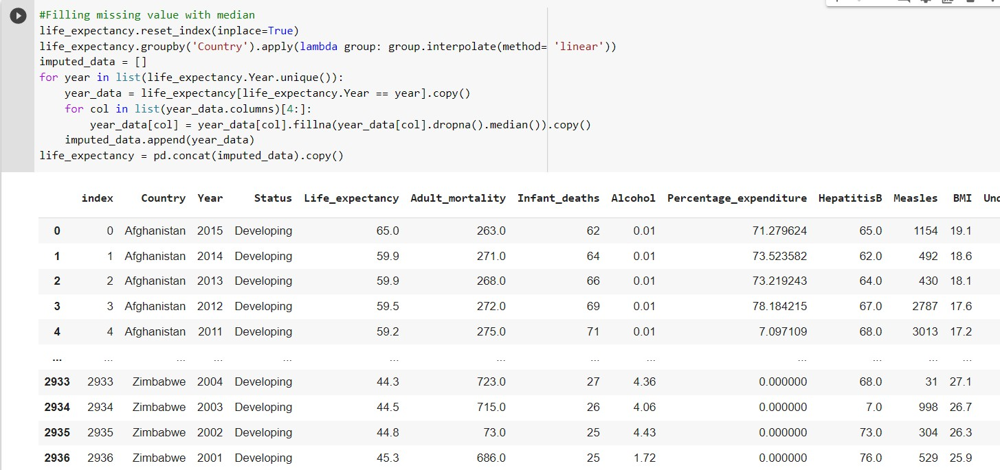 #Filling missing value with median
life_expectancy.reset_index(inplace=True)
life_expectancy.groupby('Country').apply(lambda group: group.interpolate(method= 'linear'))
imputed_data = []
for year in list(life_expectancy.Year.unique()):
    year_data = life_expectancy[life_expectancy.Year == year].copy()
    for col in list(year_data.columns)[4:]:
        year_data[col] = year_data[col].fillna(year_data[col].dropna().median()).copy()
    imputed_data.append(year_data)
life_expectancy = pd.concat(imputed_data).copy()
index Country Year Status Life_expectancy Adult_mortality Infant_deaths Alcohol Percentage_expenditure HepatitisB Measles BMI
0 0 Afghanistan 2015 Developing 65.0 263.0 62 0.01 71.279624 65.0 1154 19.1
1 1 Afghanistan 2014 Developing 59.9 271.0 64 0.01 73.523582 62.0 492 18.6
2 2 Afghanistan 2013 Developing 59.9 268.0 66 0.01 73.219243 64.0 430 18.1
3 3 Afghanistan 2012 Developing 59.5 272.0 69 0.01 78.184215 67.0 2787 17.6
4 4 Afghanistan 2011 Developing 59.2 275.0 71 0.01 7.097109 68.0 3013 17.2
... ... ... ... ... ... ... ... ... ... ... ... ...
2933 2933 Zimbabwe 2004 Developing 44.3 723.0 27 4.36 0.000000 68.0 31 27.1
2934 2934 Zimbabwe 2003 Developing 44.5 715.0 26 4.06 0.000000 7.0 998 26.7
2935 2935 Zimbabwe 2002 Developing 44.8 73.0 25 4.43 0.000000 73.0 304 26.3
2936 2936 Zimbabwe 2001 Developing 45.3 686.0 25 1.72 0.000000 76.0 529 25.9